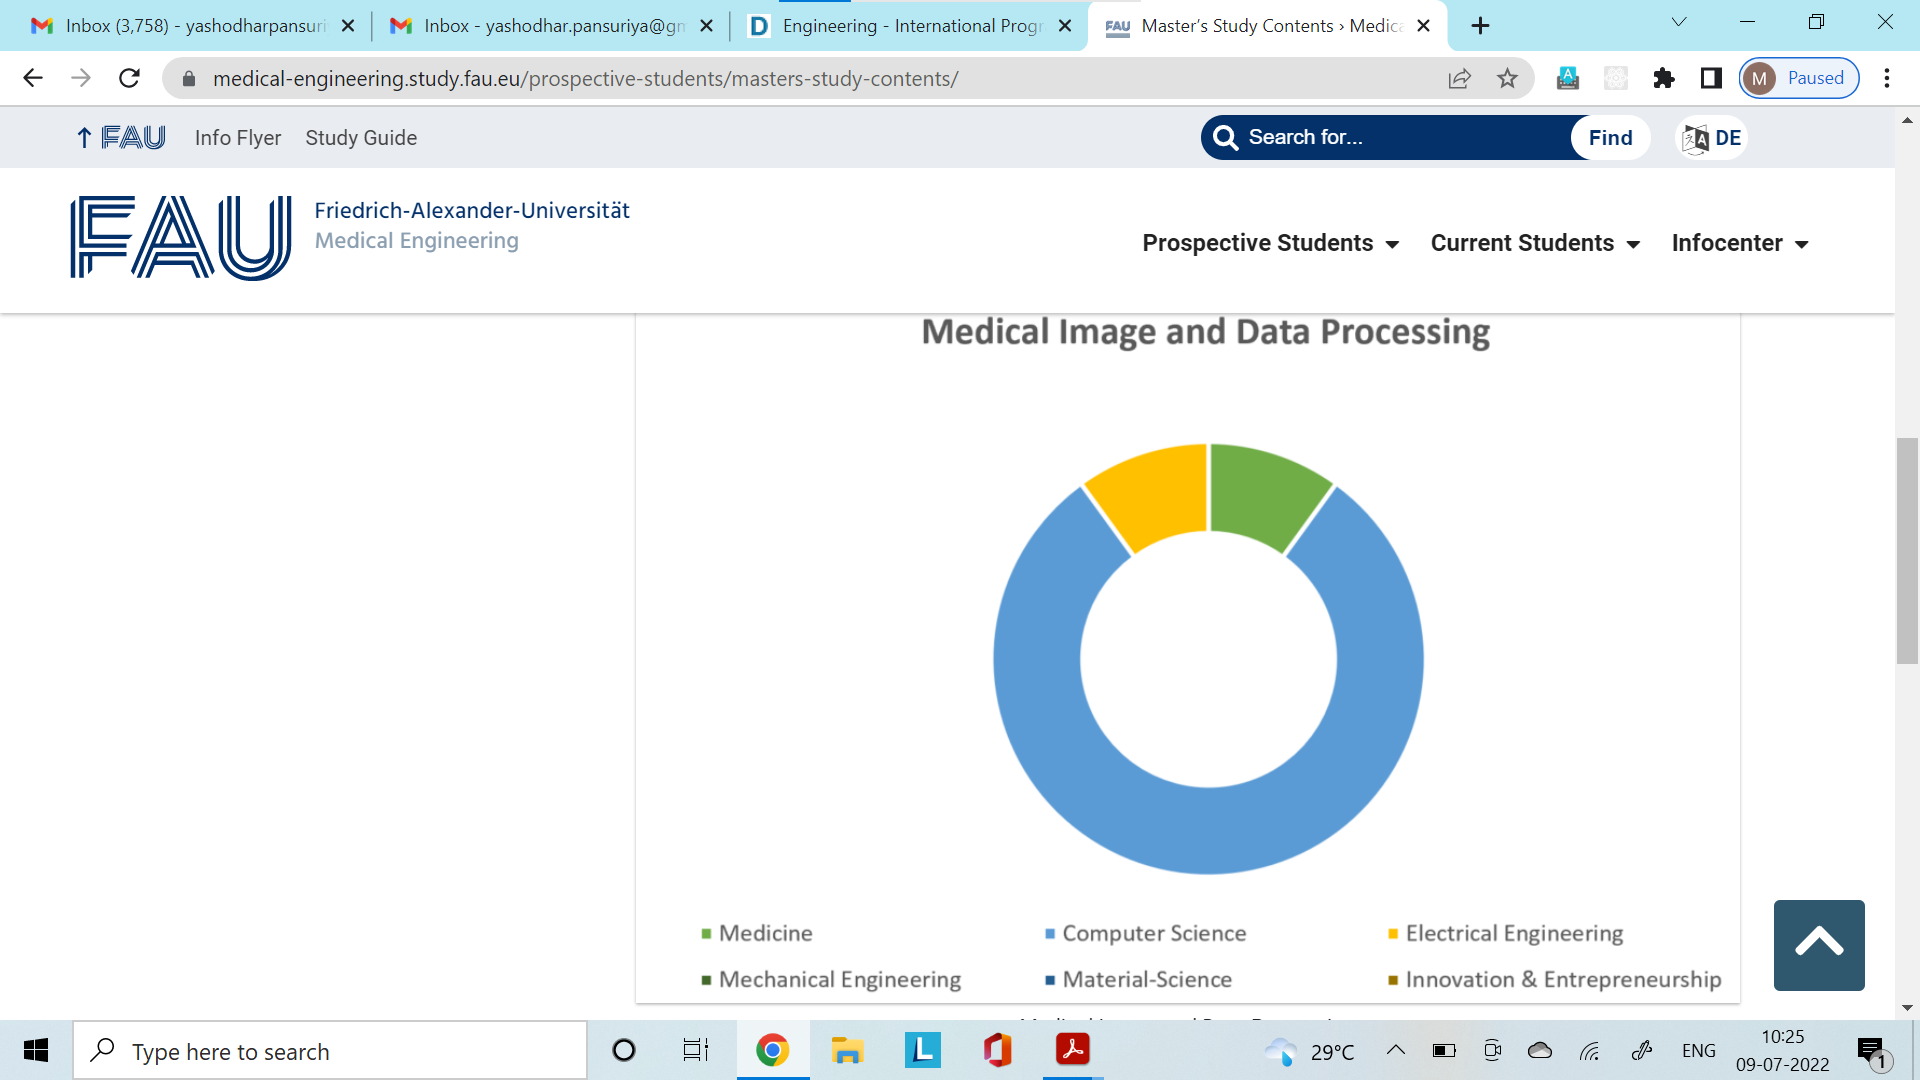 Inbox (3,758) - yashodharpansuri
Inbox - yashodhar.pansuriya@gm
D Engineering - International Progr
FAU Master's Study Contents › Medica
medical-engineering.study.fau.eu/prospective-students/masters-study-contents/
M Paused
FAU Info Flyer Study Guide
Search for... Find DE
FAU
Friedrich-Alexander-Universität
Medical Engineering
Prospective Students Current Students Infocenter
Medical Image and Data Processing
Medicine Computer Science Electrical Engineering
Mechanical Engineering Material-Science Innovation & Entrepreneurship
Type here to search
L
29°C
ENG
10:25
09-07-2022
1